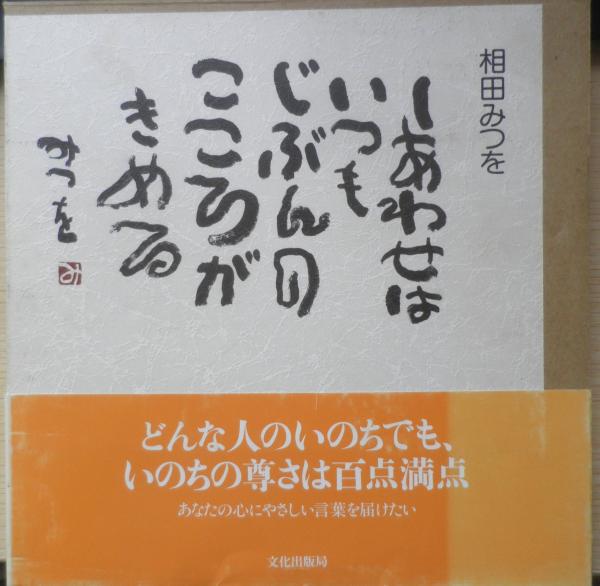 相田みつを
しあわせは
いつも
じぶんの
こころが
きめる
みつを
み
どんな人のいのちでも、
いのちの尊さは百点満点
あなたの心にやさしい言葉を届けたい
文化出版局